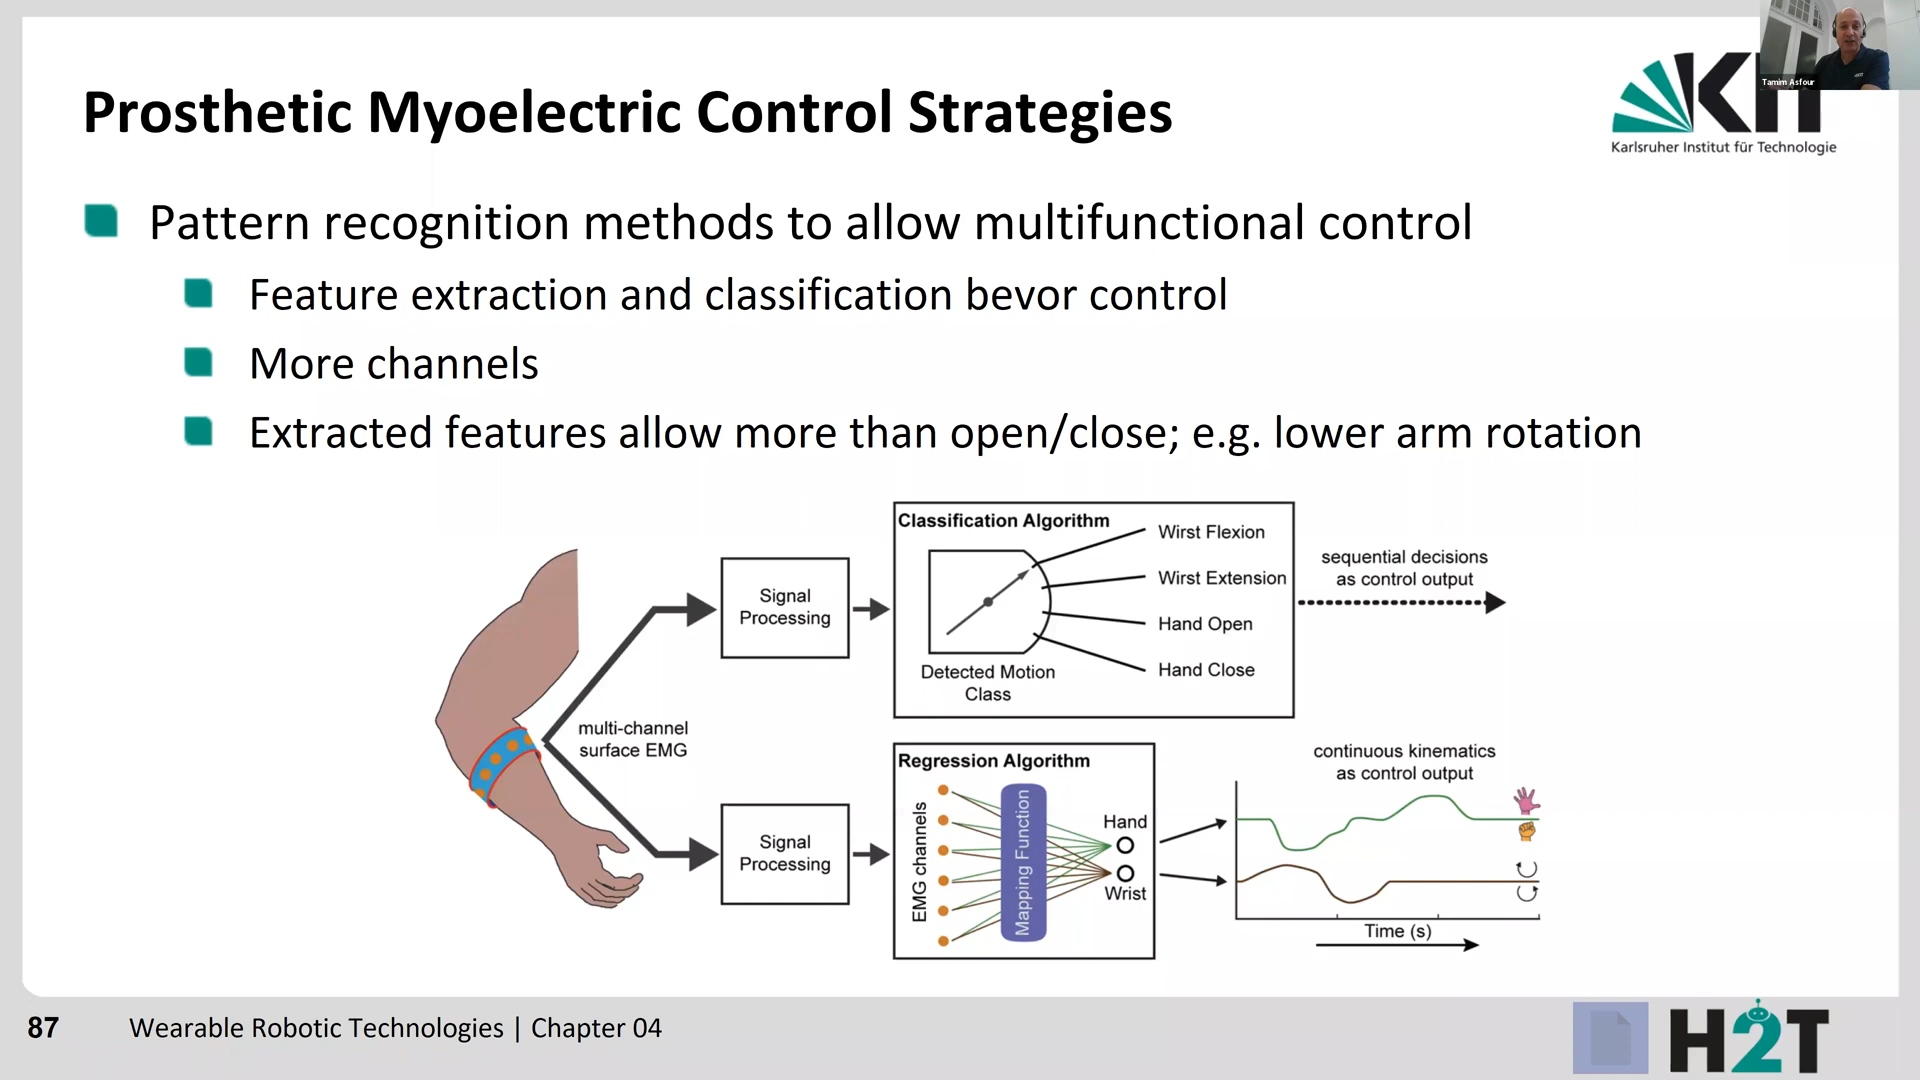 Tamim Asfour
KIT
Karlsruher Institut für Technologie
Prosthetic Myoelectric Control Strategies
Pattern recognition methods to allow multifunctional control
Feature extraction and classification bevor control
More channels
Extracted features allow more than open/close; e.g. lower arm rotation
multi-channel
surface EMG
Signal
Processing
Classification Algorithm
Detected Motion
Class
Wirst Flexion
Wirst Extension
Hand Open
Hand Close
sequential decisions
as control output
Signal
Processing
Regression Algorithm
EMG channels
Mapping Function
Hand
Wrist
continuous kinematics
as control output
Time (s)
87
Wearable Robotic Technologies | Chapter 04
H2T